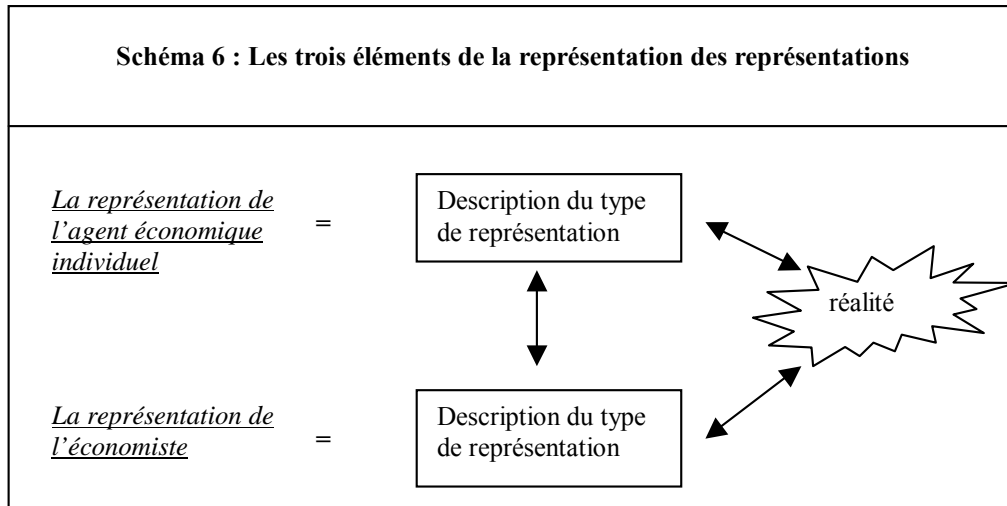 Schéma 6 : Les trois éléments de la représentation des représentations
La représentation de
l’agent économique
individuel
=
Description du type
de représentation
réalité
La représentation de
l’économiste
=
Description du type
de représentation